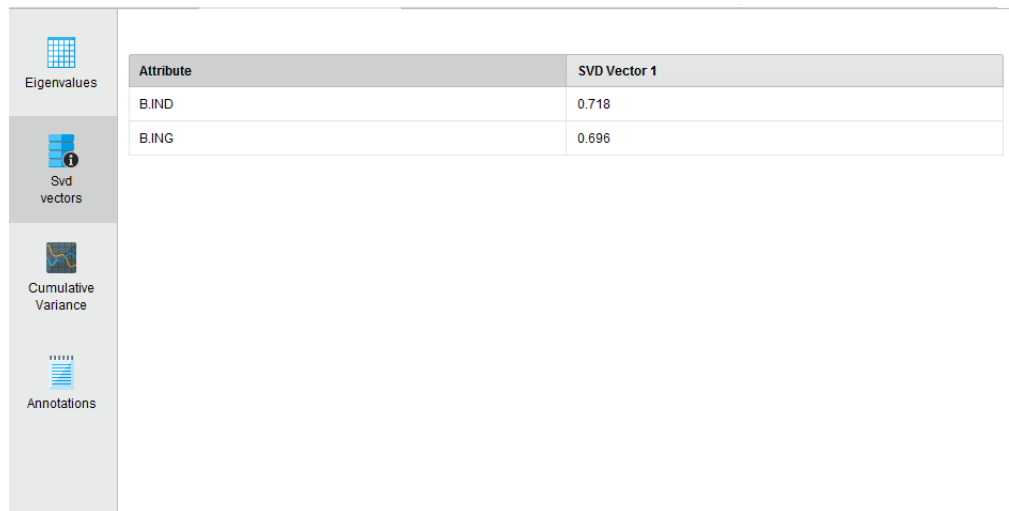 Eigenvalues
Svd
vectors
Cumulative
Variance
Annotations
Attribute SVD Vector 1
B.IND 0.718
B.ING 0.696